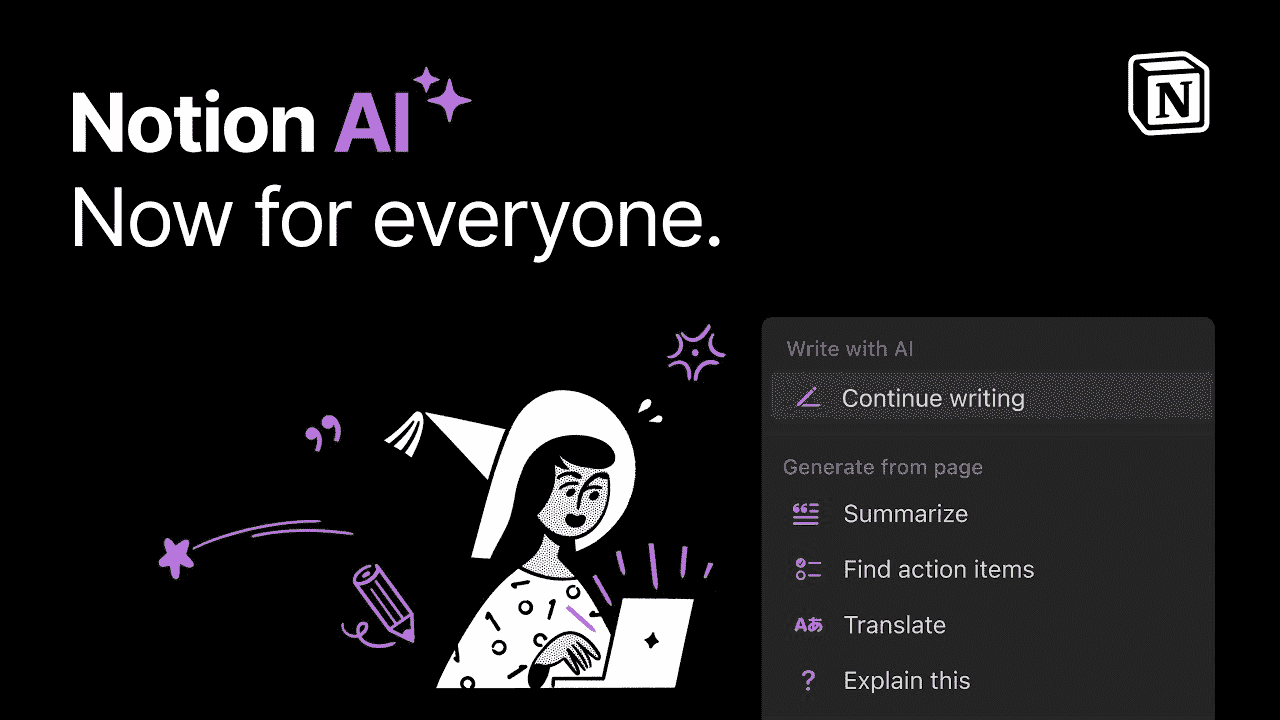 Notion AI
N
Now for everyone.
Write with AI
Continue writing
Generate from page
Summarize
Find action items
Aあ Translate
? Explain this